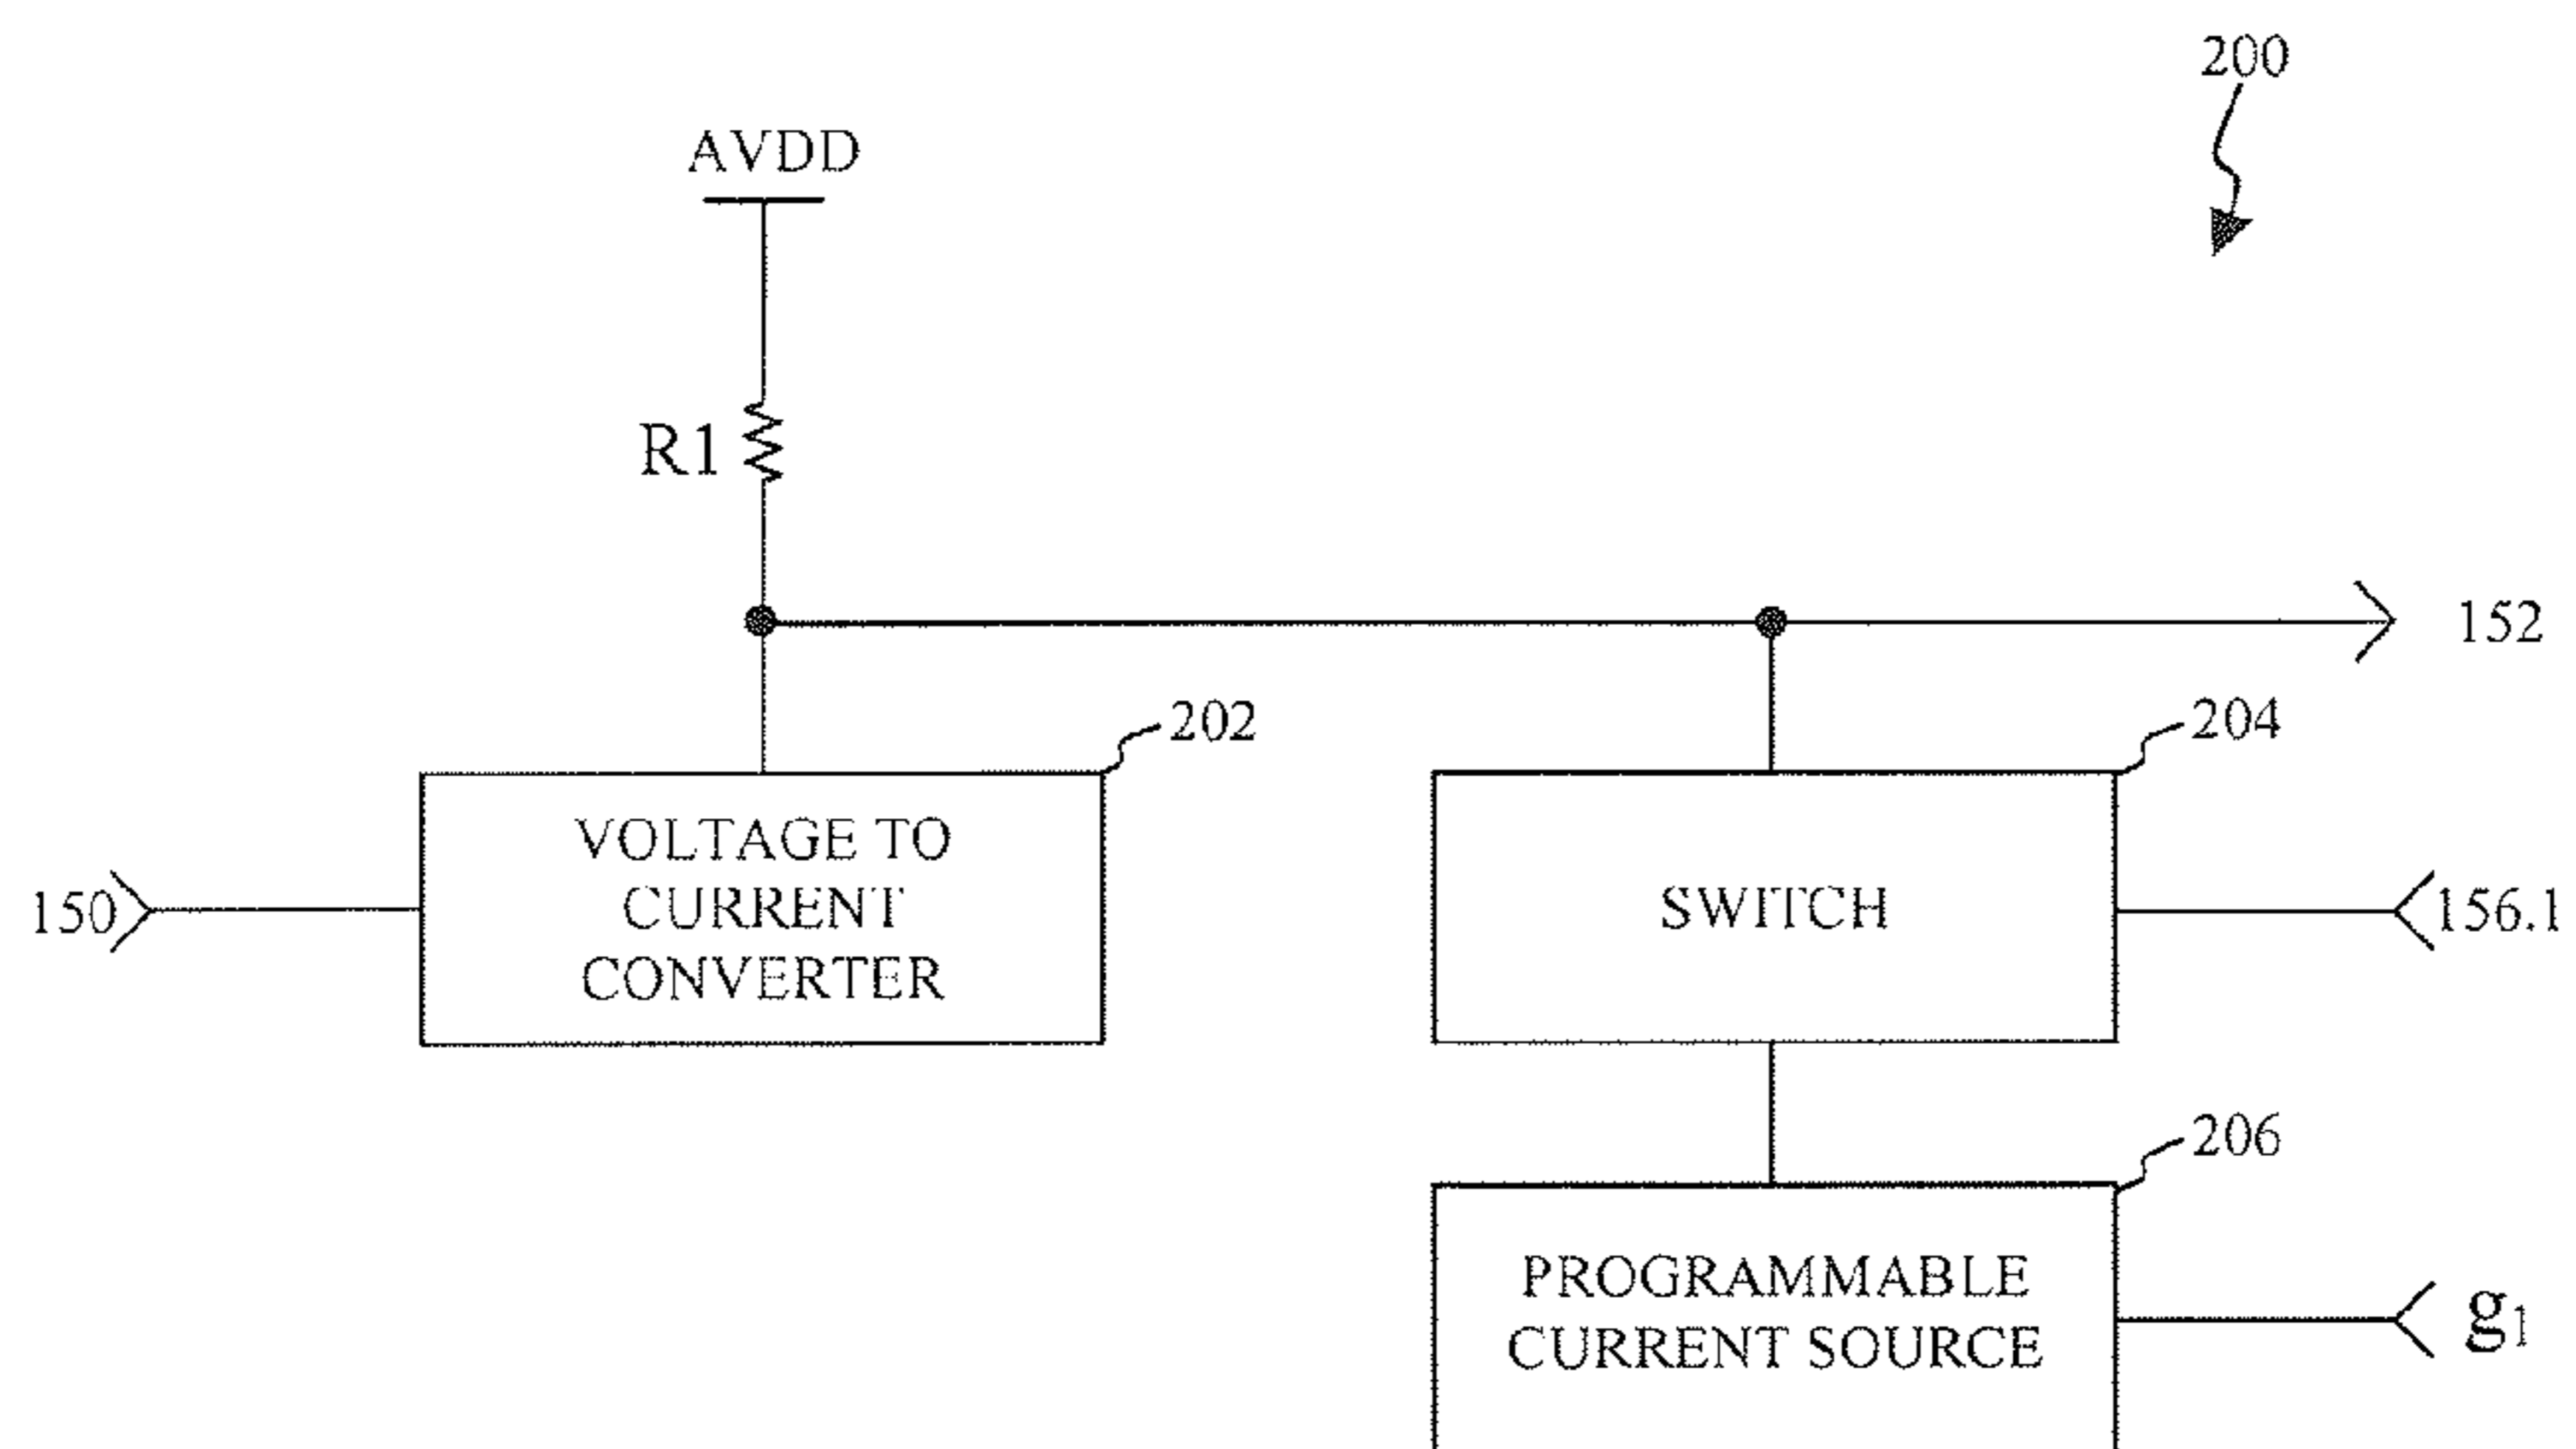 200
AVDD
R1
152
202
204
VOLTAGE TO
CURRENT
CONVERTER
150
SWITCH
156.1
206
PROGRAMMABLE
CURRENT SOURCE
g1